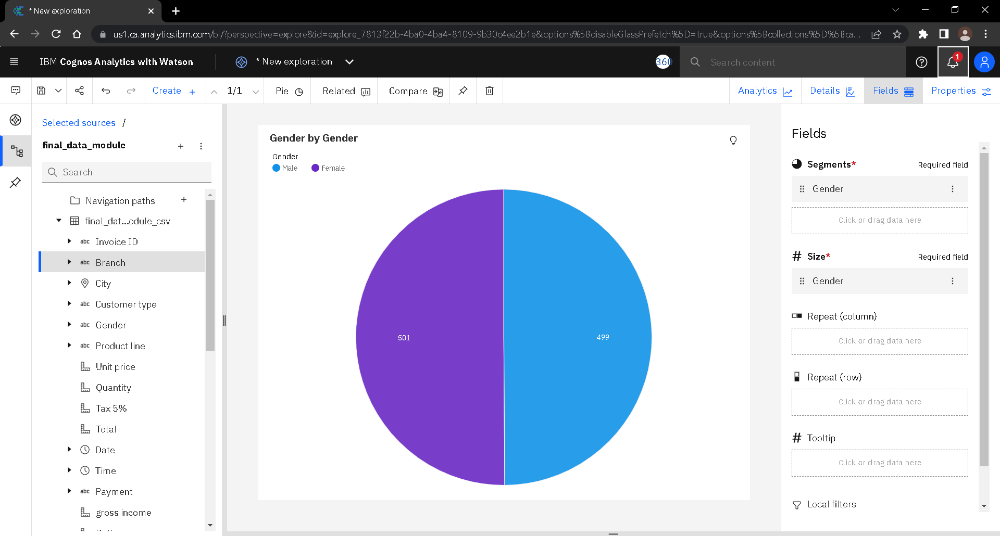 * New exploration
us1.ca.analytics.ibm.com/bi/?perspective=explore&id=explore_7813f22b-4ba0-4ba4-8109-9b30c4ee2b1e&options%5BdisableGlassPrefetch%5D=true&options%5Bcollections%5D%5Bca...
IBM Cognos Analytics with Watson
* New exploration
360
Search content
1
Create +
1/1
Pie
Related
Compare
Analytics
Details
Fields
Properties
Selected sources /
final_data_module
Search
Navigation paths
final_dat...odule_csv
abc Invoice ID
abc Branch
City
abc Customer type
abc Gender
abc Product line
Unit price
Quantity
Tax 5%
Total
Date
Time
abc Payment
gross income
Gender by Gender
Gender
Male Female
501
499
Fields
Segments* Required field
Gender
Click or drag data here
# Size* Required field
Gender
Repeat (column)
Click or drag data here
Repeat (row)
Click or drag data here
# Tooltip
Click or drag data here
Local filters